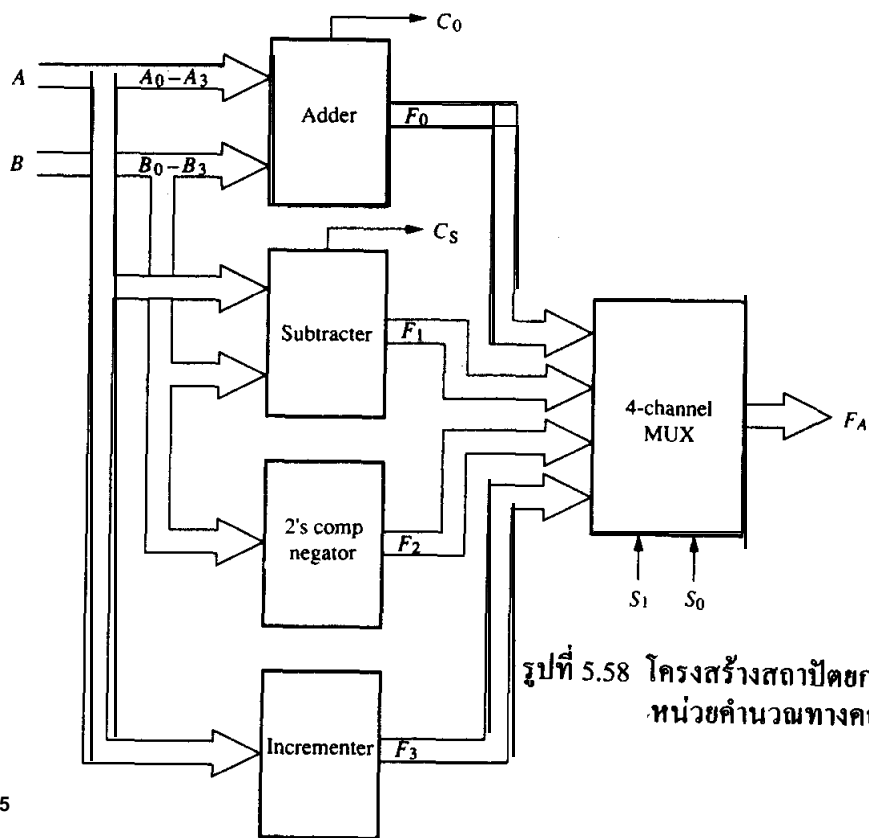 C0
A
A0 – A3
Adder
F0
B
B0 – B3
CS
Subtracter
F1
4-channel
MUX
FA
2's comp
negator
F2
S1 S0
รูปที่ 5.58 โครงสร้างสถาปัตยก
หน่วยคำนวณทางค
Incrementer
F3
5